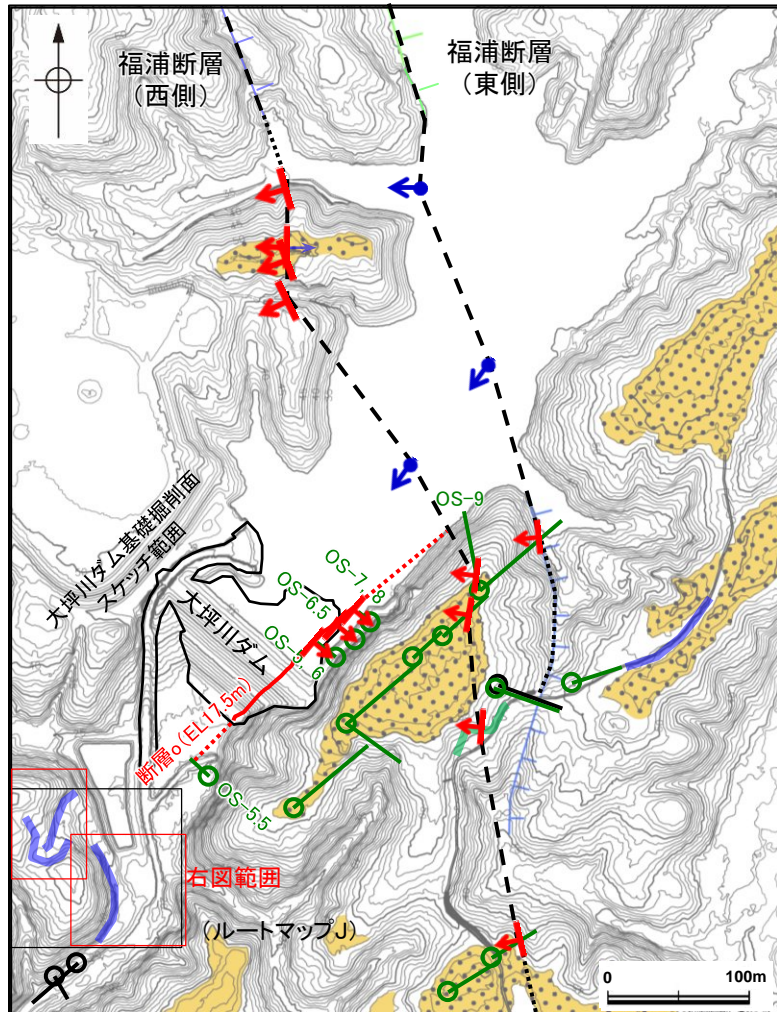 福浦断層
(西側)
福浦断層
(東側)
OS-9
大坪川ダム基礎掘削面
スケッチ範囲
OS-7, 8
OS-6.5
大坪川ダム
OS-3, 6
断層o(EL17.5m)
OS-5.5
右図範囲
(ルートマップJ)
0 100m